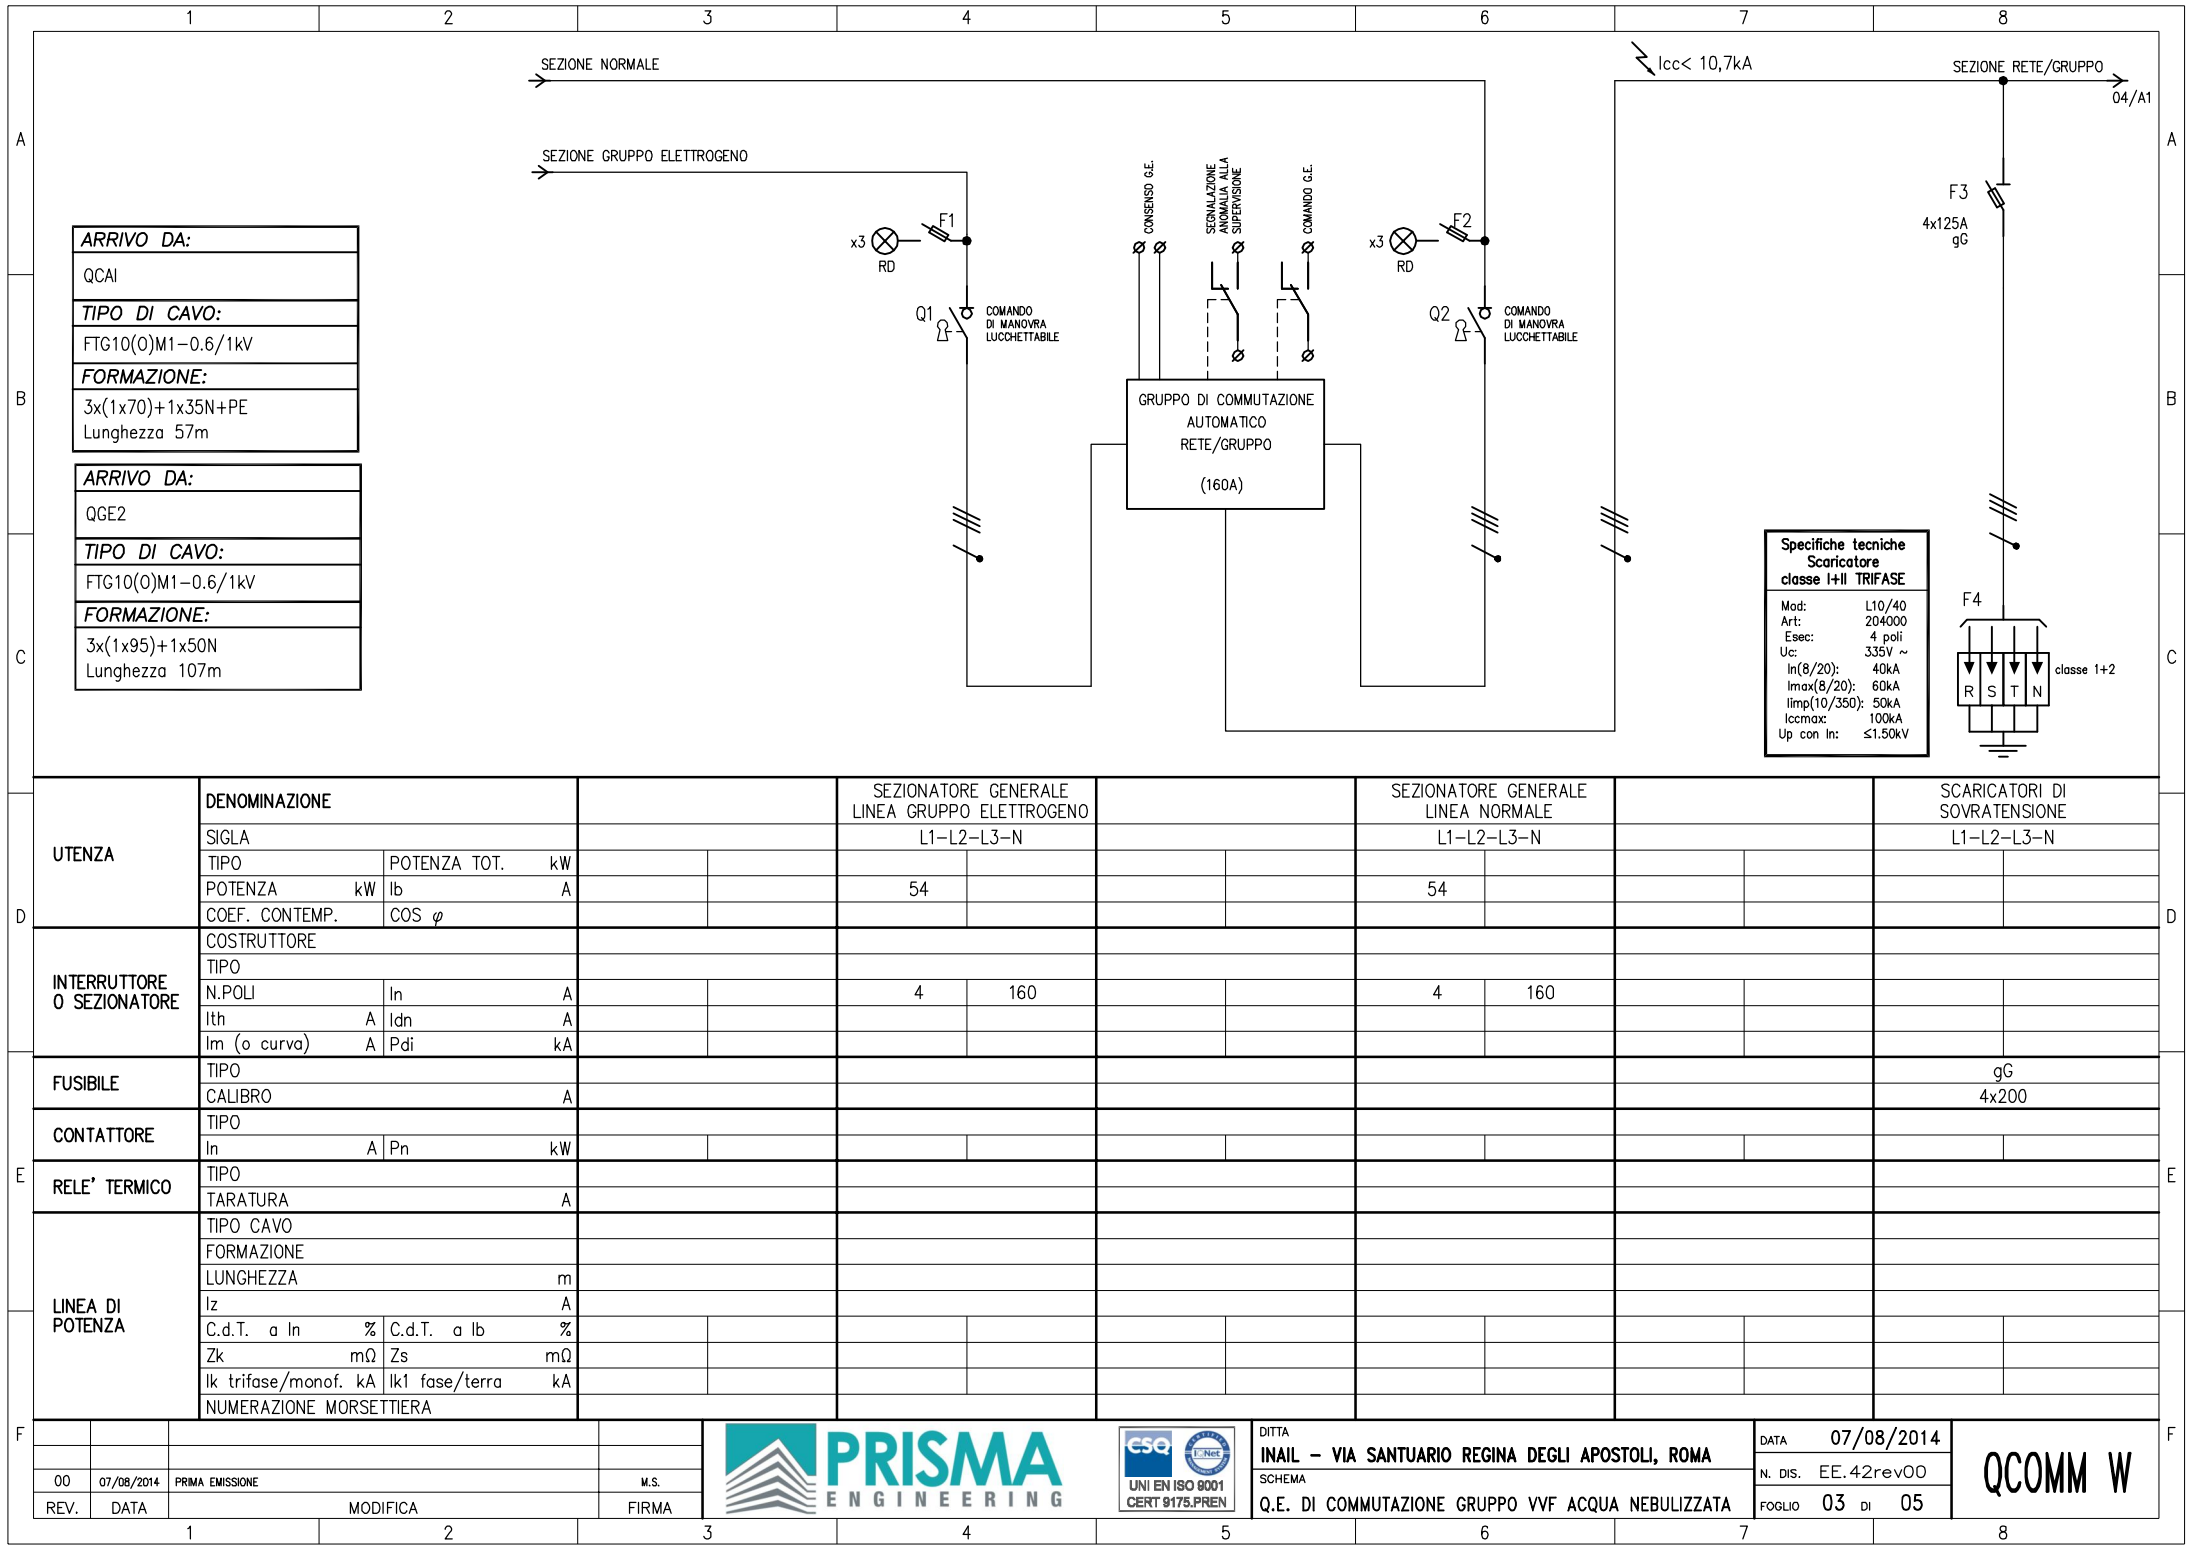 1 2 3 4 5 6 7 8
SEZIONE NORMALE
Icc< 10,7kA
SEZIONE RETE/GRUPPO
04/A1
A A
SEZIONE GRUPPO ELETTROGENO
CONSENSO G.E.
SEGNALAZIONE
ANOMALIA ALLA
SUPERVISIONE
COMANDO G.E.
F3
4x125A
gG
F1
x3
RD
F2
x3
RD
ARRIVO DA:
QCAI
TIPO DI CAVO:
FTG10(O)M1-0.6/1kV
FORMAZIONE:
3x(1x70)+1x35N+PE
Lunghezza 57m
Q1
COMANDO
DI MANOVRA
LUCCHETTABILE
Q2
COMANDO
DI MANOVRA
LUCCHETTABILE
B B
GRUPPO DI COMMUTAZIONE
AUTOMATICO
RETE/GRUPPO
(160A)
ARRIVO DA:
QGE2
TIPO DI CAVO:
FTG10(O)M1-0.6/1kV
FORMAZIONE:
3x(1x95)+1x50N
Lunghezza 107m
Specifiche tecniche
Scaricatore
classe I+II TRIFASE
Mod: L10/40
Art: 204000
Esec: 4 poli
Uc: 335V ~
In(8/20): 40kA
Imax(8/20): 60kA
Iimp(10/350): 50kA
Iccmax: 100kA
Up con In: ≤1.50kV
F4
classe 1+2
R S T N
C C
UTENZA
DENOMINAZIONE
SEZIONATORE GENERALE
LINEA GRUPPO ELETTROGENO
SEZIONATORE GENERALE
LINEA NORMALE
SCARICATORI DI
SOVRATENSIONE
SIGLA L1-L2-L3-N L1-L2-L3-N L1-L2-L3-N
TIPO POTENZA TOT. kW
POTENZA kW Ib A 54 54
COEF. CONTEMP. COS φ
D D
INTERRUTTORE
O SEZIONATORE
COSTRUTTORE
TIPO
N.POLI In A 4 160 4 160
Ith A Idn A
Im (o curva) A Pdi kA
FUSIBILE
TIPO gG
CALIBRO A 4x200
CONTATTORE
TIPO
In A Pn kW
E E
RELE' TERMICO
TIPO
TARATURA A
LINEA DI
POTENZA
TIPO CAVO
FORMAZIONE
LUNGHEZZA m
Iz A
C.d.T. a In % C.d.T. a Ib %
Zk mΩ Zs mΩ
Ik trifase/monof. kA Ik1 fase/terra kA
NUMERAZIONE MORSETTIERA
F F
00 07/08/2014 PRIMA EMISSIONE M.S.
REV. DATA MODIFICA FIRMA
PRISMA
ENGINEERING
CSQ
IQNet
UNI EN ISO 9001
CERT 9175.PREN
DITTA
INAIL - VIA SANTUARIO REGINA DEGLI APOSTOLI, ROMA
SCHEMA
Q.E. DI COMMUTAZIONE GRUPPO VVF ACQUA NEBULIZZATA
DATA 07/08/2014
N. DIS. EE.42rev00
FOGLIO 03 DI 05
QCOMM W
1 2 3 4 5 6 7 8